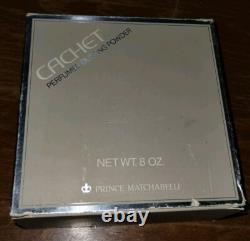 CACHET
PERFUMED DUSTING POWDER
NET WT. 8 OZ.
PRINCE MATCHABELLI